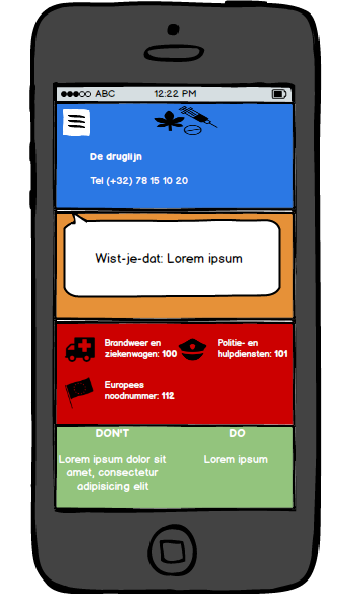 ABC 12:22 PM
De druglijn
Tel (+32) 78 15 10 20
Wist-je-dat: Lorem ipsum
Brandweer en
ziekenwagen: 100
Politie- en
hulpdiensten: 101
Europees
noodnummer: 112
DON'T
Lorem ipsum dolor sit
amet, consectetur
adipisicing elit
DO
Lorem ipsum